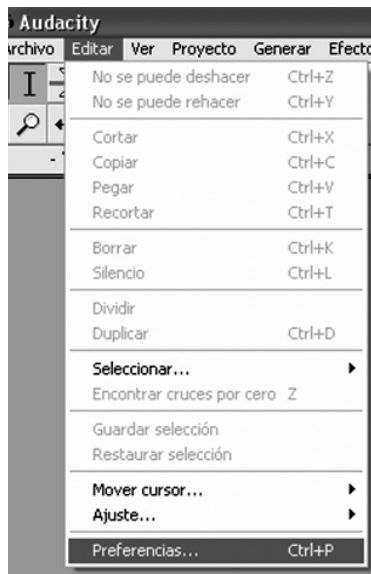 Audacity
Archivo Editar Ver Proyecto Generar Efecto
No se puede deshacer Ctrl+Z
No se puede rehacer Ctrl+Y
Cortar Ctrl+X
Copiar Ctrl+C
Pegar Ctrl+V
Recortar Ctrl+T
Borrar Ctrl+K
Silencio Ctrl+L
Dividir
Duplicar Ctrl+D
Seleccionar...
Encontrar cruces por cero Z
Guardar selección
Restaurar selección
Mover cursor...
Ajuste...
Preferencias... Ctrl+P